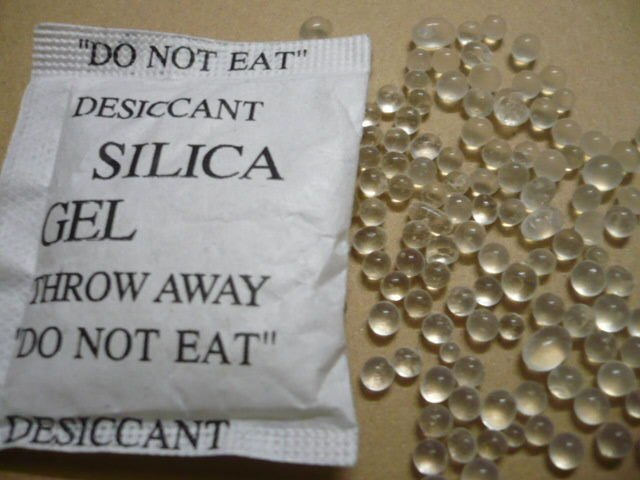 "DO NOT EAT"
DESICCANT
SILICA
GEL
THROW AWAY
"DO NOT EAT"
DESICCANT